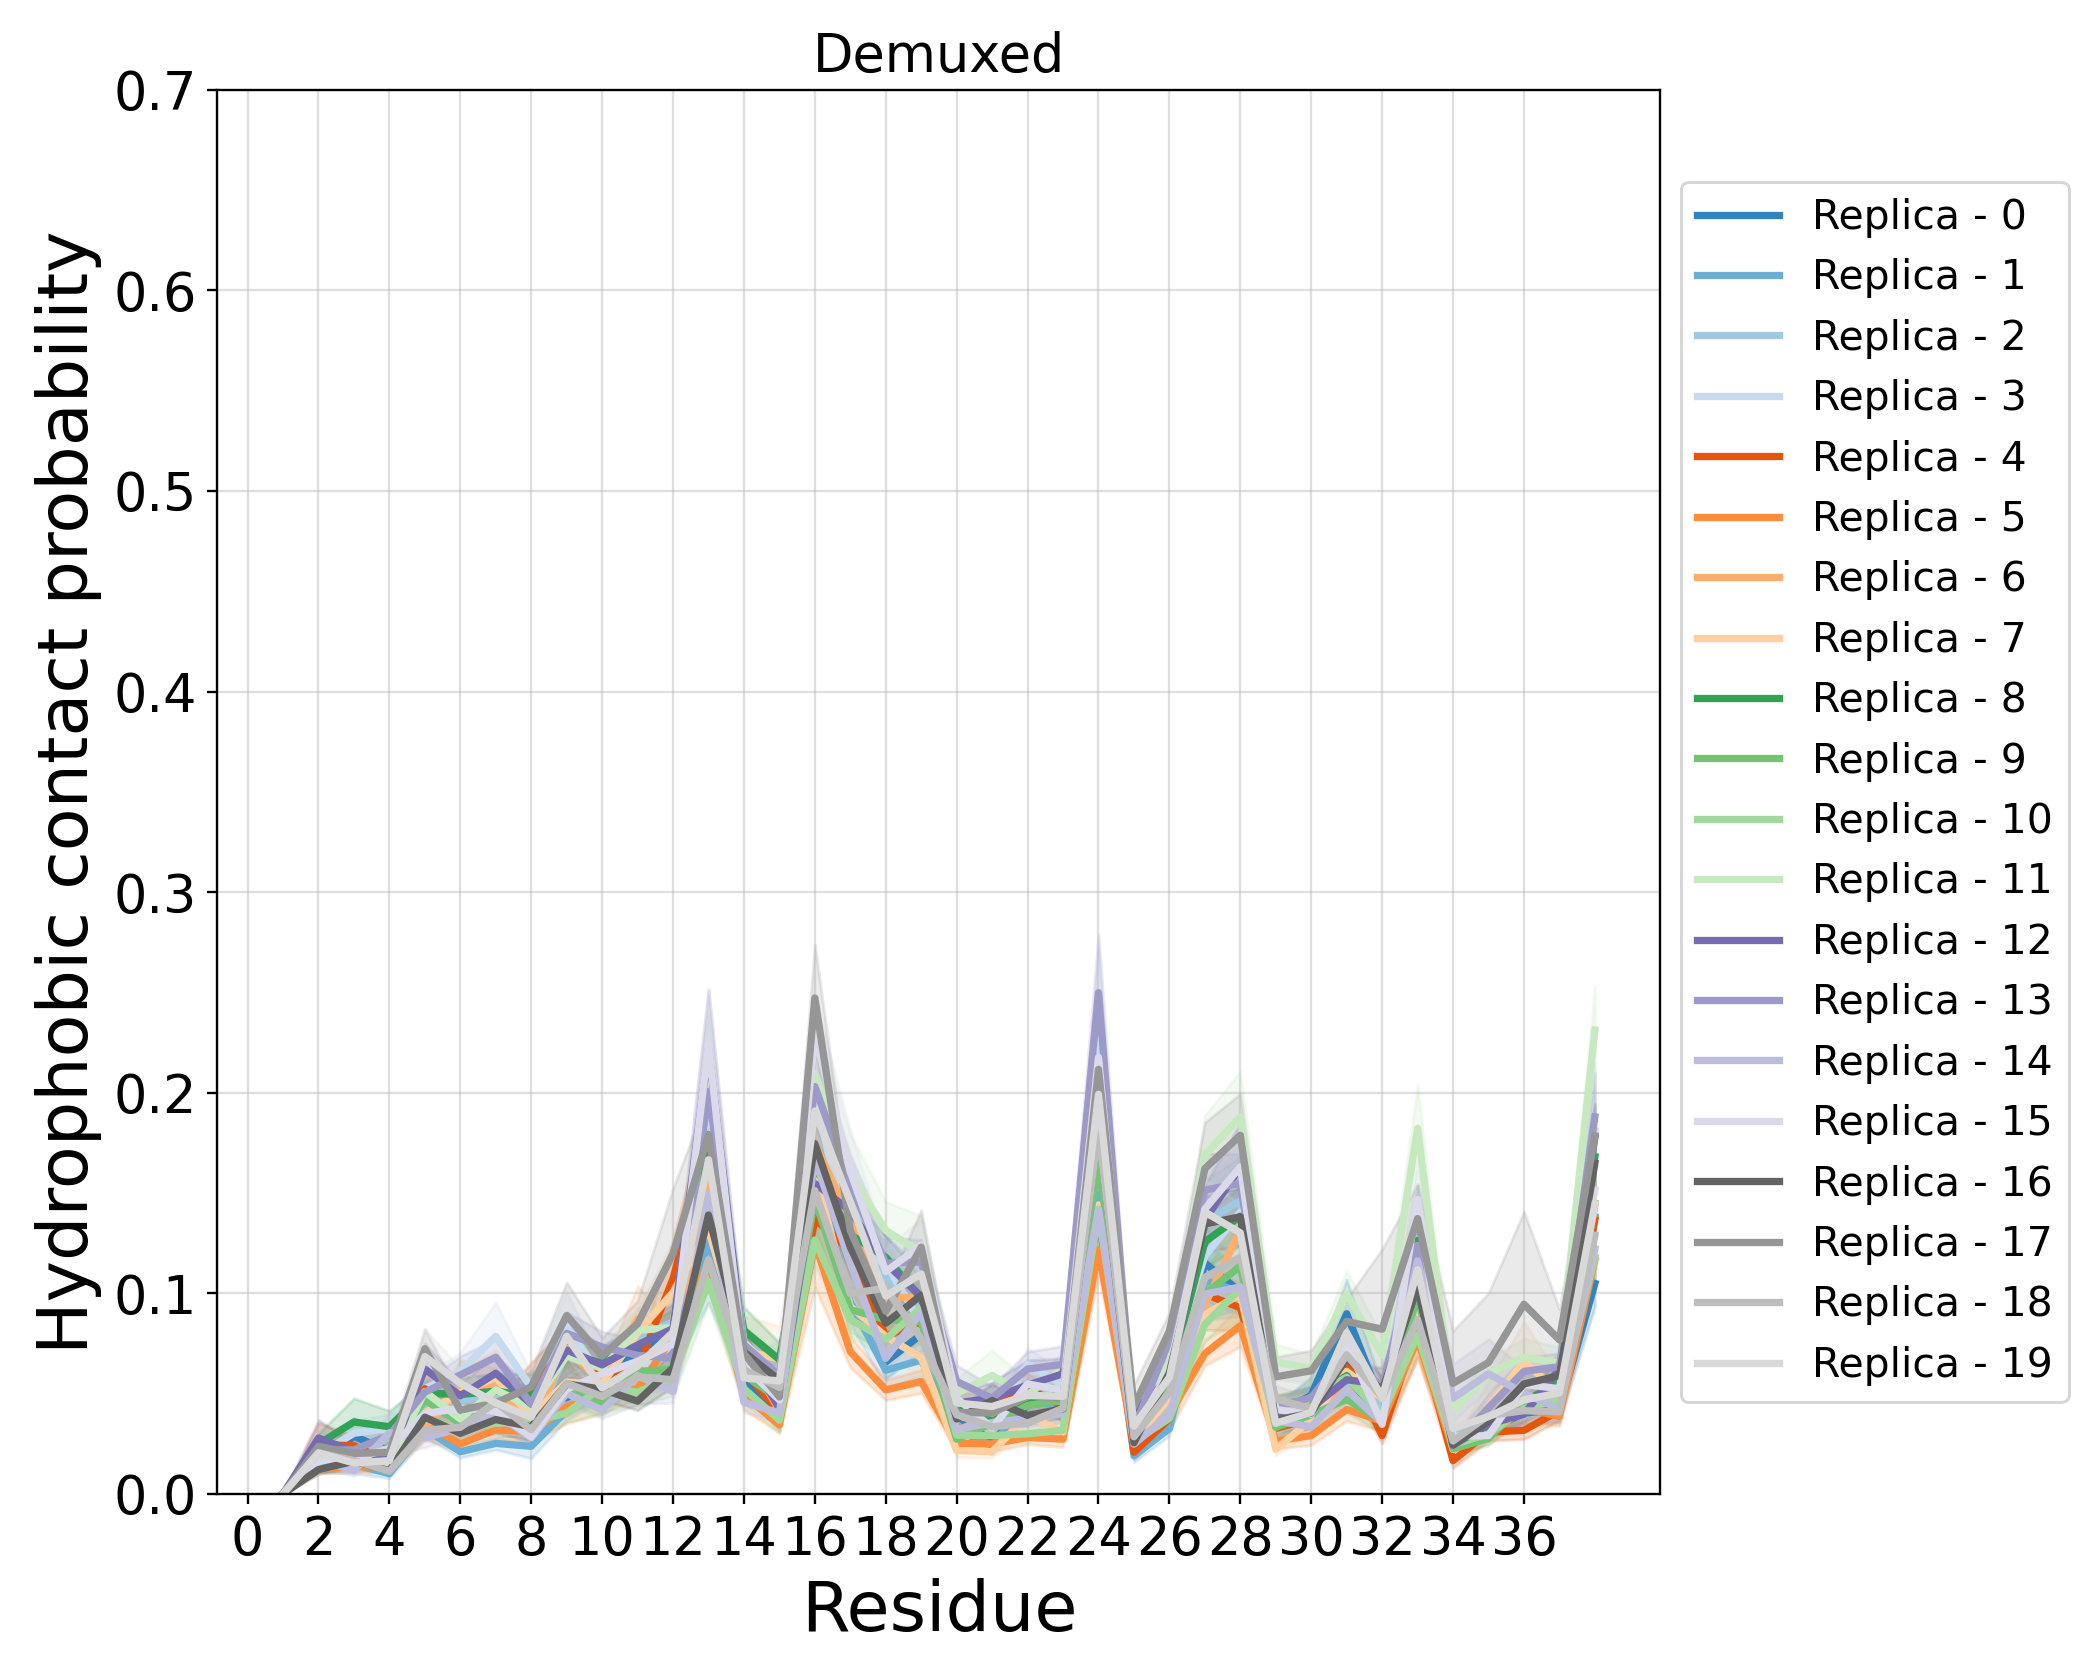 Demuxed
0.7
0.6
0.5
0.4
0.3
0.2
0.1
0.0
Hydrophobic contact probability
0 2 4 6 8 10 12 14 16 18 20 22 24 26 28 30 32 34 36
Residue
Replica - 0
Replica - 1
Replica - 2
Replica - 3
Replica - 4
Replica - 5
Replica - 6
Replica - 7
Replica - 8
Replica - 9
Replica - 10
Replica - 11
Replica - 12
Replica - 13
Replica - 14
Replica - 15
Replica - 16
Replica - 17
Replica - 18
Replica - 19